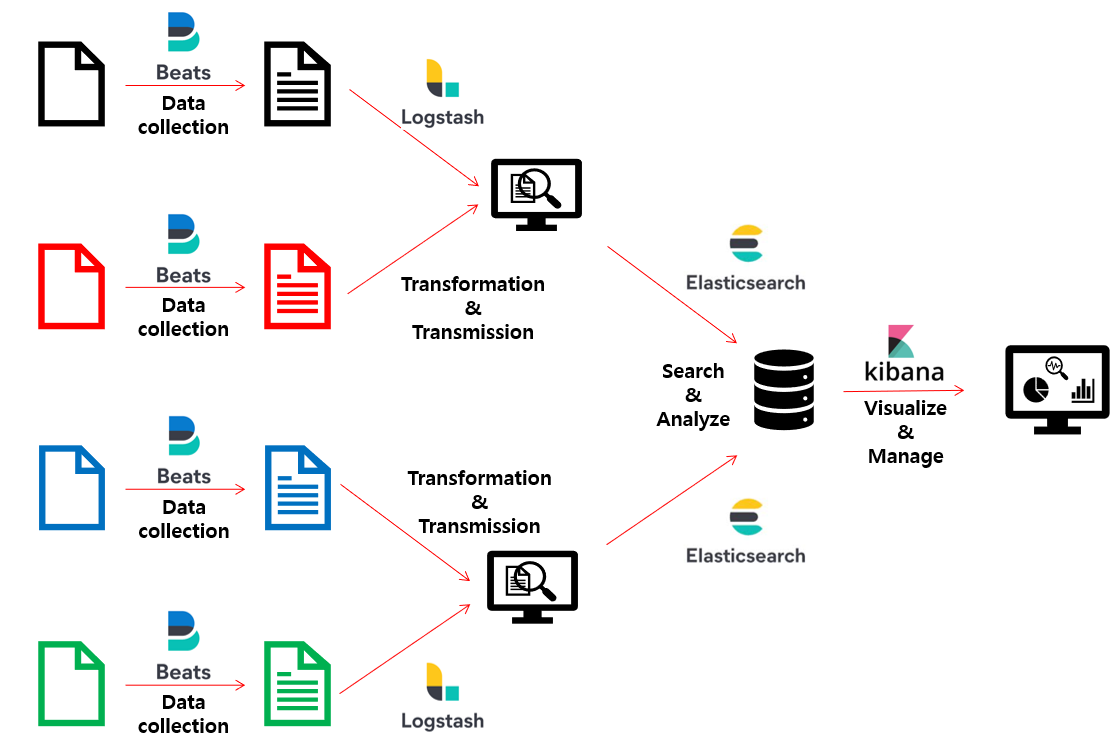 Beats
Data
collection
Logstash
Beats
Data
collection
Transformation
&
Transmission
Elasticsearch
Search
&
Analyze
kibana
Visualize
&
Manage
Beats
Data
collection
Transformation
&
Transmission
Elasticsearch
Beats
Data
collection
Logstash